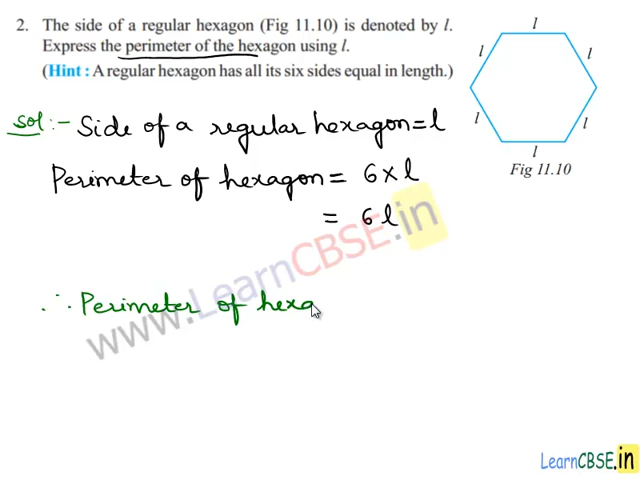 2. The side of a regular hexagon (Fig 11.10) is denoted by l.
Express the perimeter of the hexagon using l.
(Hint : A regular hexagon has all its six sides equal in length.)
l
l
l
l
l
l
Fig 11.10
Sol :- Side of a regular hexagon = l
Perimeter of hexagon = 6 × l
= 6l
∴ Perimeter of hexa
www.LearnCBSE.in
LearnCBSE.in